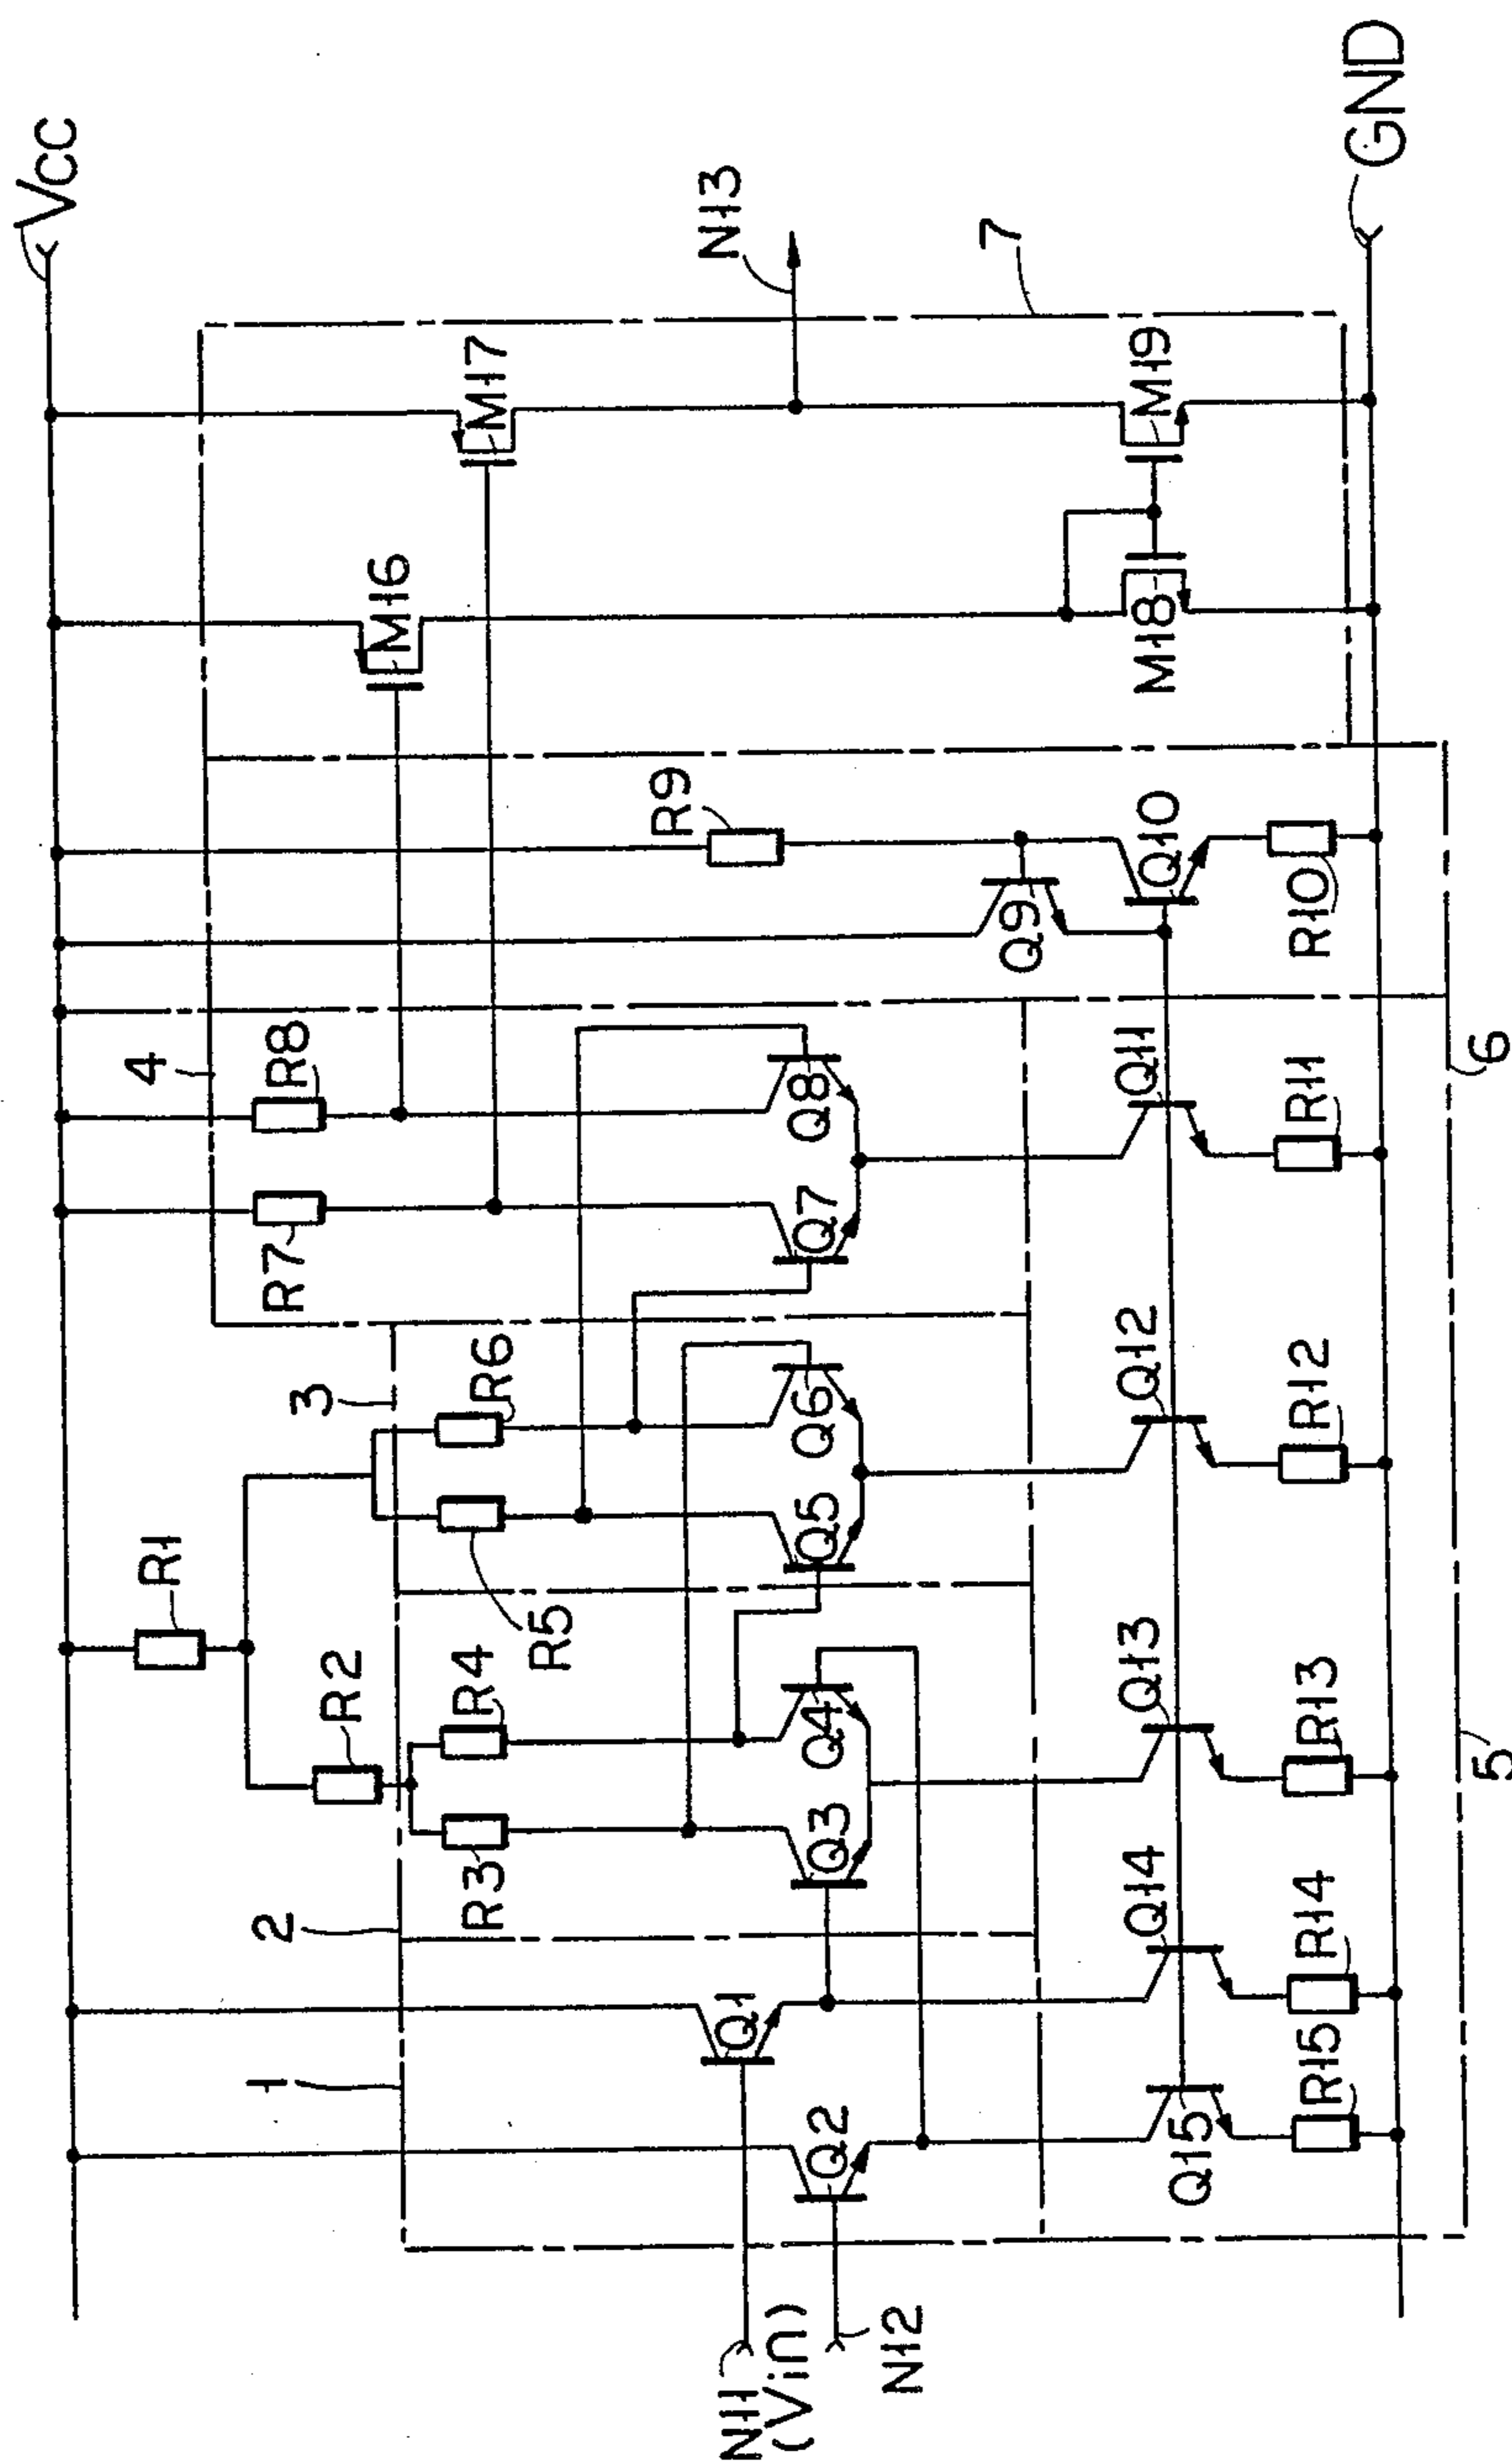 VCC
R1
R2
4
R7
R8
3
M16
R3
R4
R5
R6
M17
2
1
R9
N13
N11
(Vin)
Q1
N12
Q2
Q3
Q4
Q5
Q6
Q7
Q8
Q9
7
Q15
Q14
Q13
Q12
Q11
Q10
M18
M19
R15
R14
R13
R12
R11
R10
GND
5
6